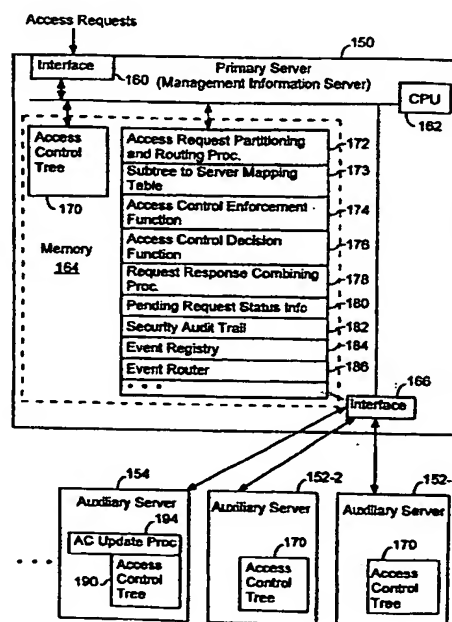 Access Requests
150
Interface
160
Primary Server
(Management Information Server)
CPU
162
Access
Control
Tree
170
Memory
164
Access Request Partitioning
and Routing Proc.
172
Subtree to Server Mapping
Table
173
Access Control Enforcement
Function
174
Access Control Decision
Function
176
Request Response Combining
Proc.
178
Pending Request Status Info
180
Security Audit Trail
182
Event Registry
184
Event Router
186
• • •
166
Interface
154
Auxiliary Server
194
AC Update Proc
190
Access
Control
Tree
152-2
Auxiliary Server
170
Access
Control
Tree
152-
Auxiliary Server
170
Access
Control
Tree
• • •